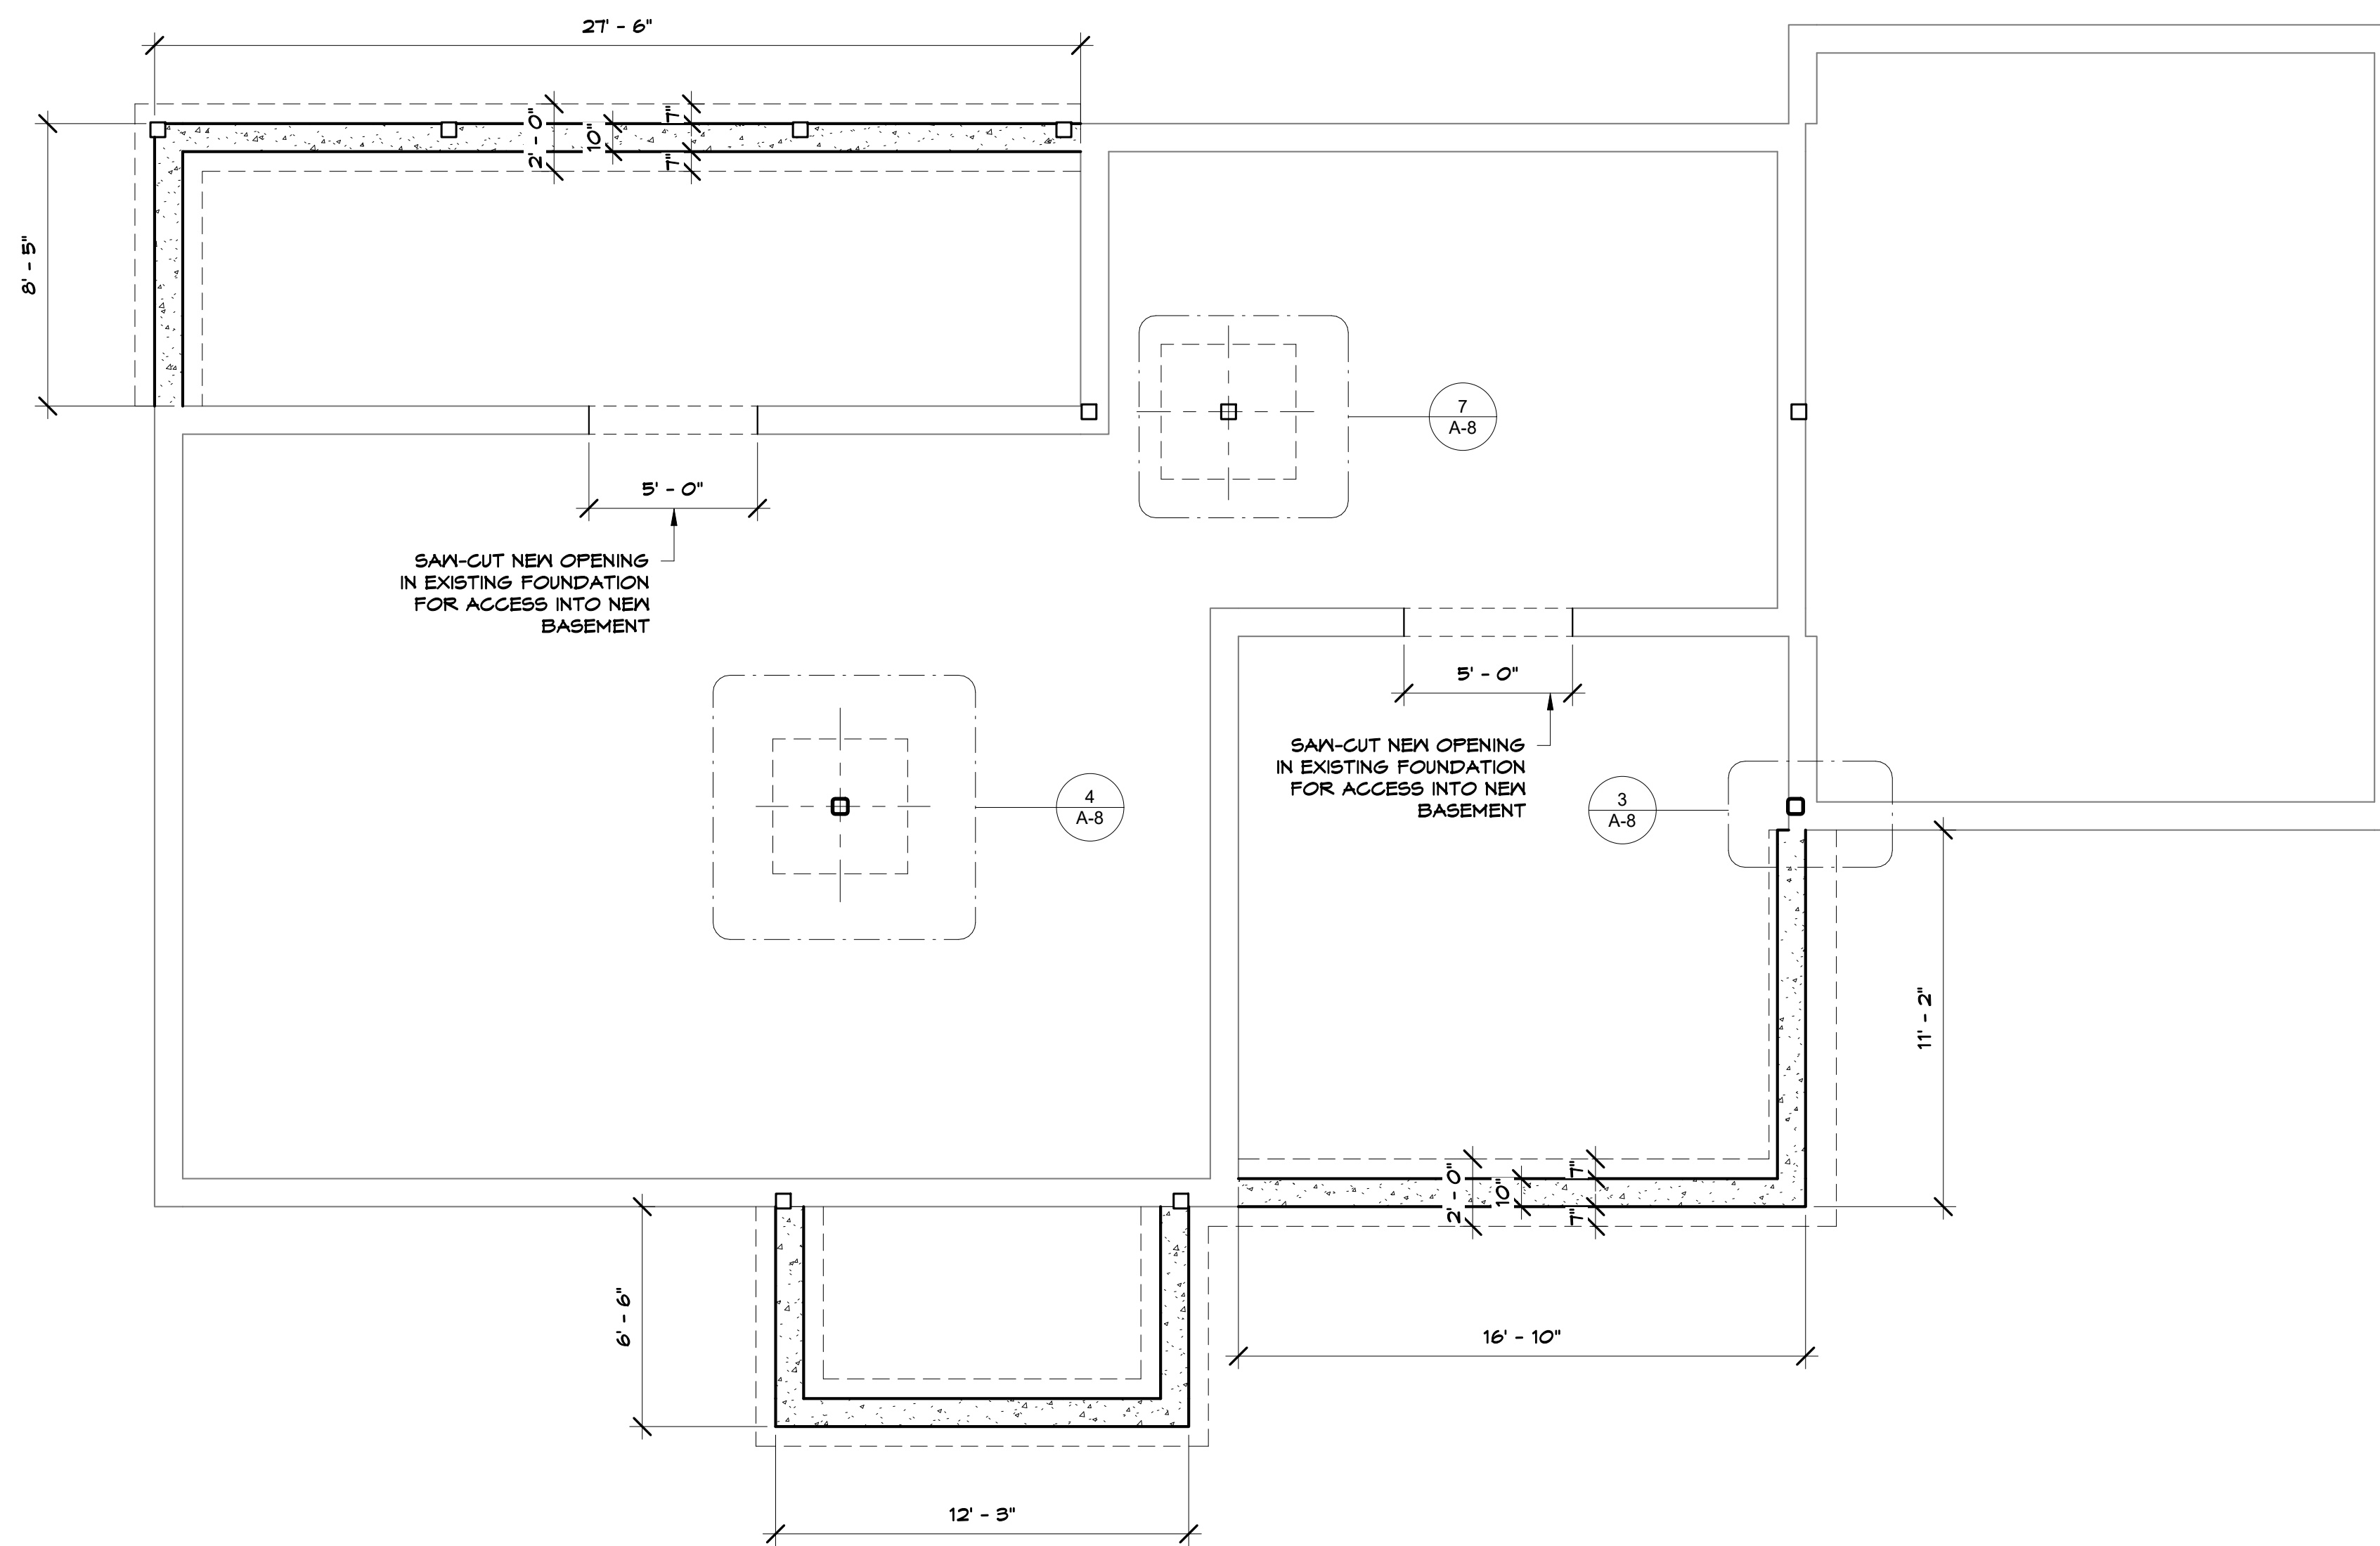 27' - 6"
2' - 0"
10"
7"
7"
8' - 5"
7
A-8
5' - 0"
SAW-CUT NEW OPENING
IN EXISTING FOUNDATION
FOR ACCESS INTO NEW
BASEMENT
5' - 0"
SAW-CUT NEW OPENING
IN EXISTING FOUNDATION
FOR ACCESS INTO NEW
BASEMENT
4
A-8
3
A-8
11' - 2"
2' - 0"
10"
7"
7"
6' - 6"
16' - 10"
12' - 3"